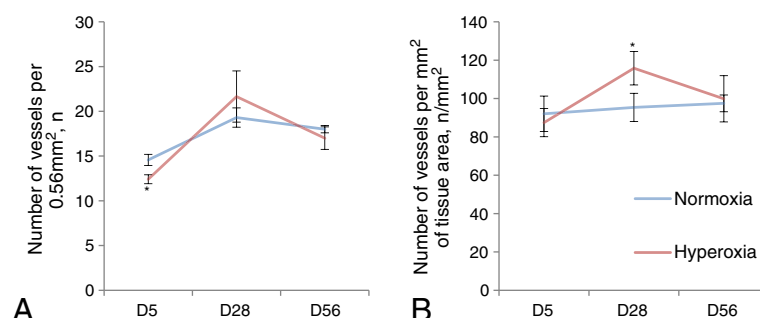 Number of vessels per
0.56mm², n
30
25
20
15
10
5
0
*
D5
D28
D56
A
Number of vessels per mm²
of tissue area, n/mm²
140
120
100
80
60
40
20
0
*
Normoxia
Hyperoxia
D5
D28
D56
B